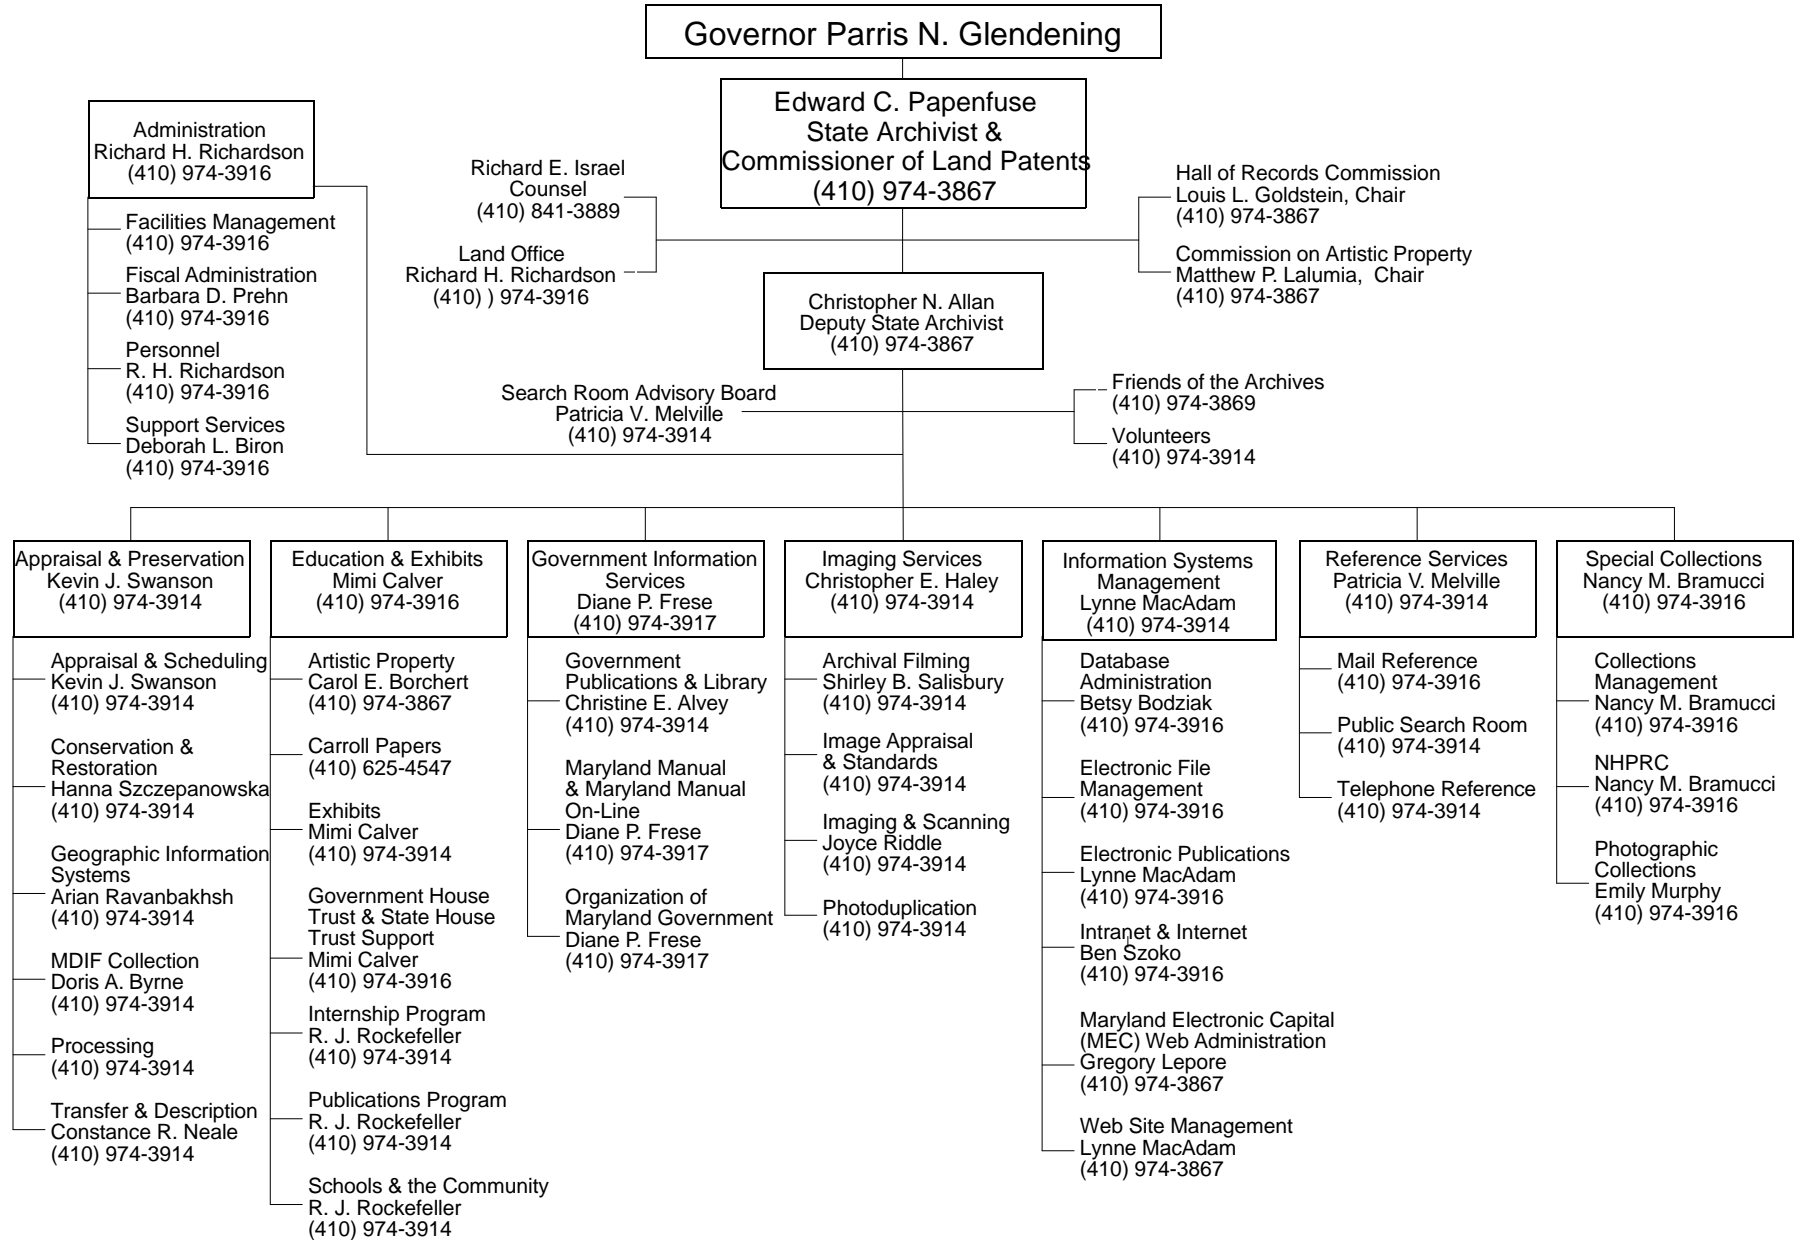 Governor Parris N. Glendening
Edward C. Papenfuse
State Archivist &
Commissioner of Land Patents
(410) 974-3867
Administration
Richard H. Richardson
(410) 974-3916
Facilities Management
(410) 974-3916
Fiscal Administration
Barbara D. Prehn
(410) 974-3916
Personnel
R. H. Richardson
(410) 974-3916
Support Services
Deborah L. Biron
(410) 974-3916
Richard E. Israel
Counsel
(410) 841-3889
Land Office
Richard H. Richardson
(410) ) 974-3916
Hall of Records Commission
Louis L. Goldstein, Chair
(410) 974-3867
Commission on Artistic Property
Matthew P. Lalumia, Chair
(410) 974-3867
Christopher N. Allan
Deputy State Archivist
(410) 974-3867
Search Room Advisory Board
Patricia V. Melville
(410) 974-3914
Friends of the Archives
(410) 974-3869
Volunteers
(410) 974-3914
Appraisal & Preservation
Kevin J. Swanson
(410) 974-3914
Appraisal & Scheduling
Kevin J. Swanson
(410) 974-3914
Conservation &
Restoration
Hanna Szczepanowska
(410) 974-3914
Geographic Information
Systems
Arian Ravanbakhsh
(410) 974-3914
MDIF Collection
Doris A. Byrne
(410) 974-3914
Processing
(410) 974-3914
Transfer & Description
Constance R. Neale
(410) 974-3914
Education & Exhibits
Mimi Calver
(410) 974-3916
Artistic Property
Carol E. Borchert
(410) 974-3867
Carroll Papers
(410) 625-4547
Exhibits
Mimi Calver
(410) 974-3914
Government House
Trust & State House
Trust Support
Mimi Calver
(410) 974-3916
Internship Program
R. J. Rockefeller
(410) 974-3914
Publications Program
R. J. Rockefeller
(410) 974-3914
Schools & the Community
R. J. Rockefeller
(410) 974-3914
Government Information
Services
Diane P. Frese
(410) 974-3917
Government
Publications & Library
Christine E. Alvey
(410) 974-3914
Maryland Manual
& Maryland Manual
On-Line
Diane P. Frese
(410) 974-3917
Organization of
Maryland Government
Diane P. Frese
(410) 974-3917
Imaging Services
Christopher E. Haley
(410) 974-3914
Archival Filming
Shirley B. Salisbury
(410) 974-3914
Image Appraisal
& Standards
(410) 974-3914
Imaging & Scanning
Joyce Riddle
(410) 974-3914
Photoduplication
(410) 974-3914
Information Systems
Management
Lynne MacAdam
(410) 974-3914
Database
Administration
Betsy Bodziak
(410) 974-3916
Electronic File
Management
(410) 974-3916
Electronic Publications
Lynne MacAdam
(410) 974-3916
Intranet & Internet
Ben Szoko
(410) 974-3916
Maryland Electronic Capital
(MEC) Web Administration
Gregory Lepore
(410) 974-3867
Web Site Management
Lynne MacAdam
(410) 974-3867
Reference Services
Patricia V. Melville
(410) 974-3914
Mail Reference
(410) 974-3916
Public Search Room
(410) 974-3914
Telephone Reference
(410) 974-3914
Special Collections
Nancy M. Bramucci
(410) 974-3916
Collections
Management
Nancy M. Bramucci
(410) 974-3916
NHPRC
Nancy M. Bramucci
(410) 974-3916
Photographic
Collections
Emily Murphy
(410) 974-3916